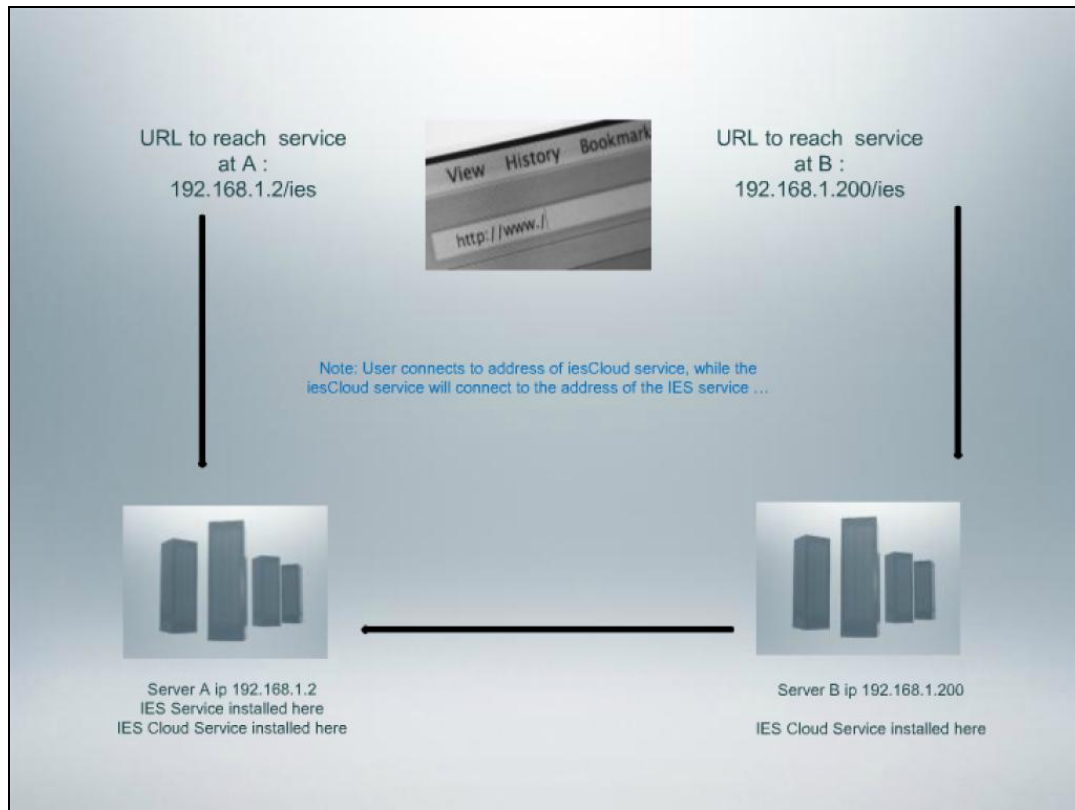 URL to reach service
at A :
192.168.1.2/ies
View History Bookmark
http://www./
URL to reach service
at B :
192.168.1.200/ies
Note: User connects to address of iesCloud service, while the
iesCloud service will connect to the address of the IES service ...
Server A ip 192.168.1.2
IES Service installed here
IES Cloud Service installed here
Server B ip 192.168.1.200
IES Cloud Service installed here